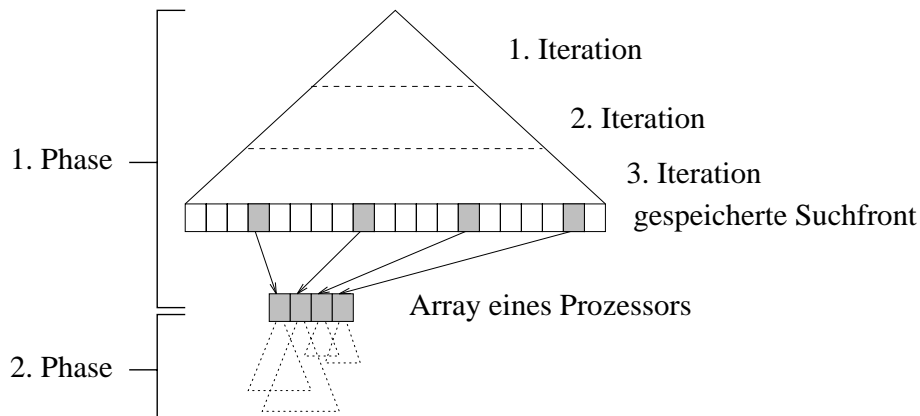 1. Iteration
2. Iteration
1. Phase
3. Iteration
gespeicherte Suchfront
Array eines Prozessors
2. Phase